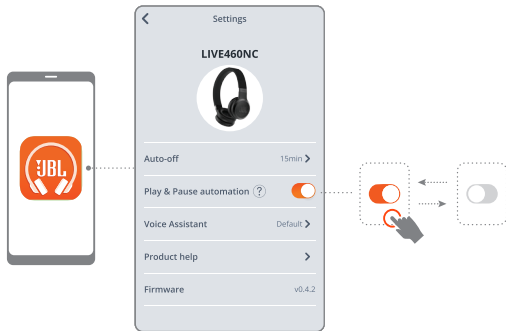 Settings
LIVE460NC
JBL
Auto-off 15min
Play & Pause automation ?
Voice Assistant Default
Product help
Firmware v0.4.2